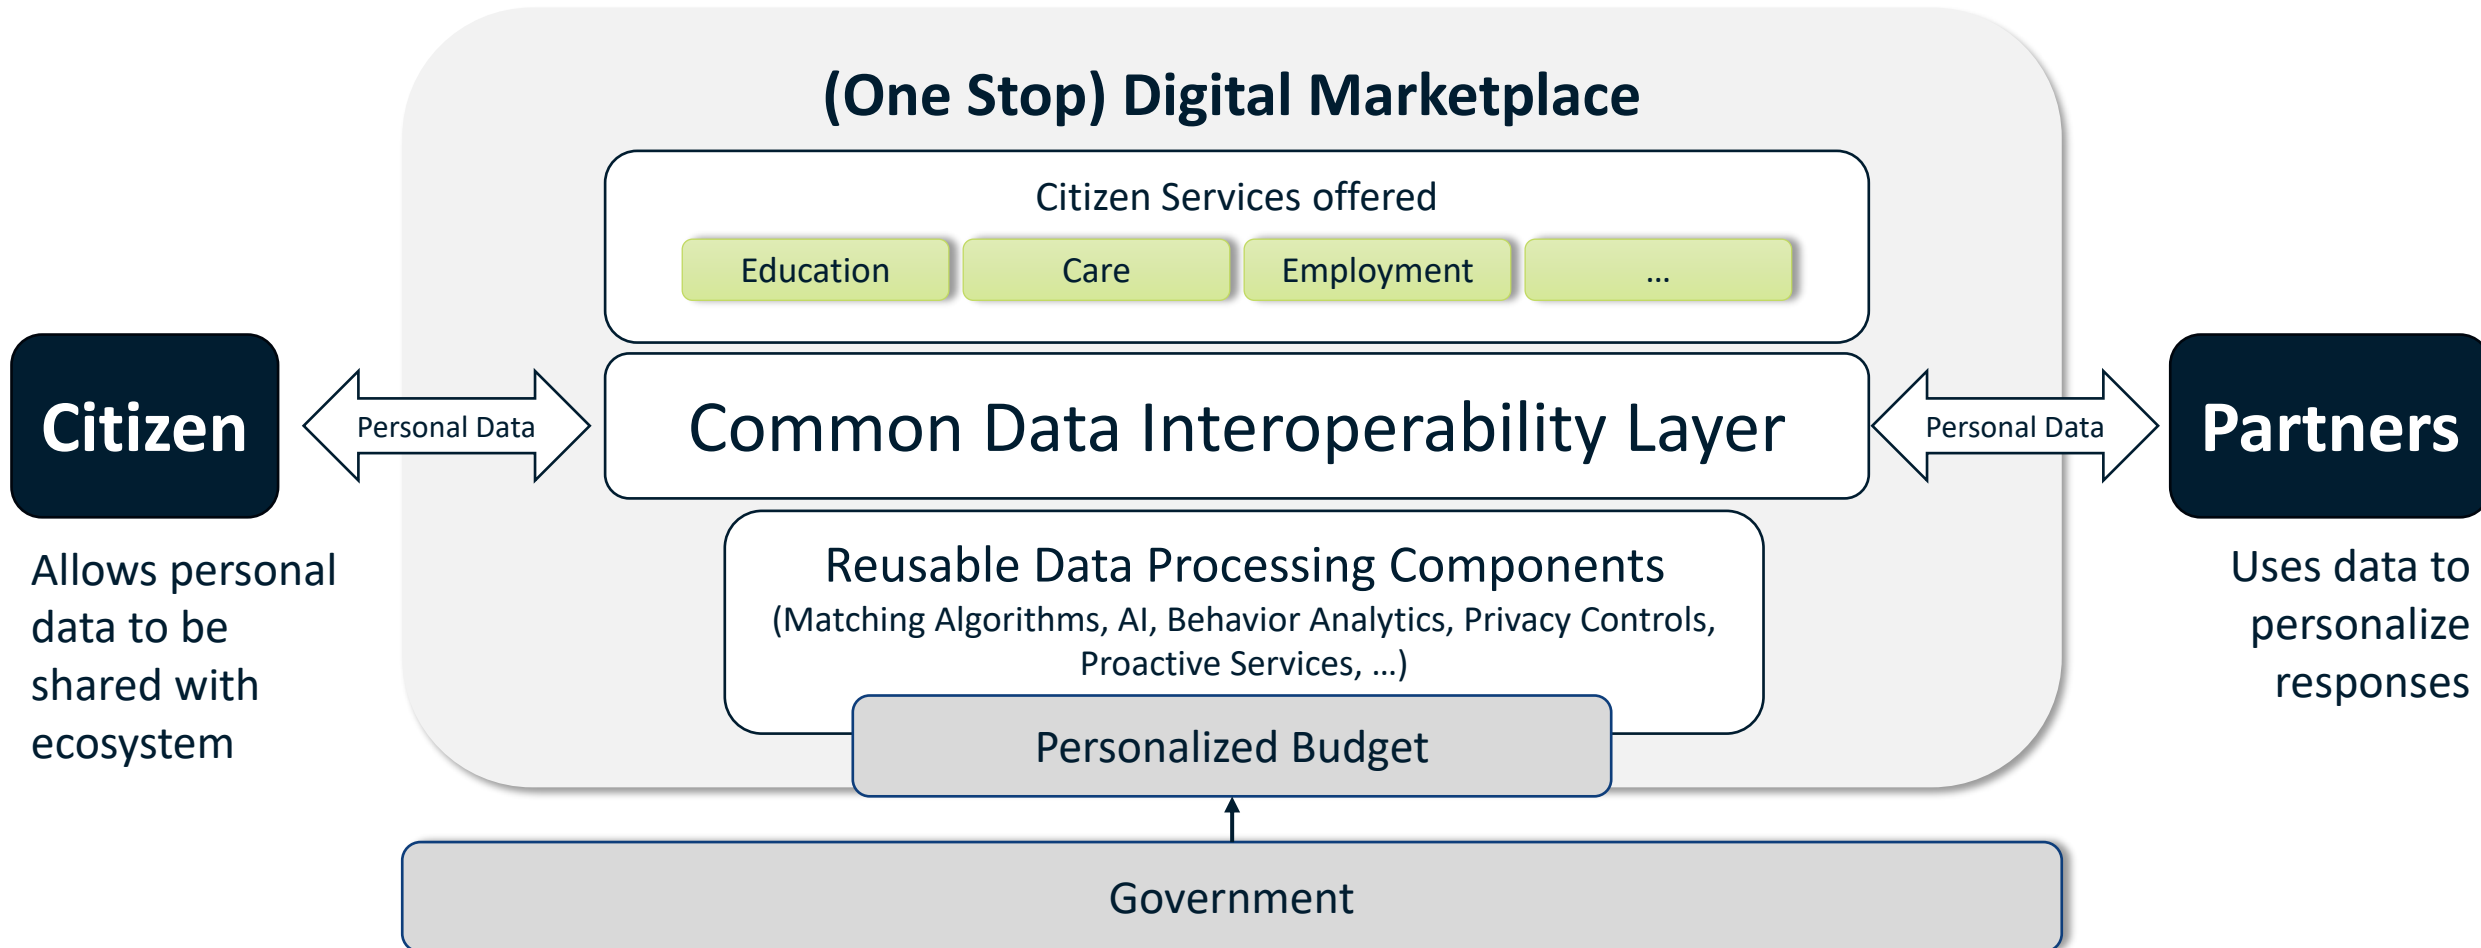 (One Stop) Digital Marketplace
Citizen Services offered
Education
Care
Employment
...
Citizen
Personal Data
Common Data Interoperability Layer
Personal Data
Partners
Allows personal
data to be
shared with
ecosystem
Reusable Data Processing Components
(Matching Algorithms, AI, Behavior Analytics, Privacy Controls,
Proactive Services, ...)
Uses data to
personalize
responses
Personalized Budget
Government